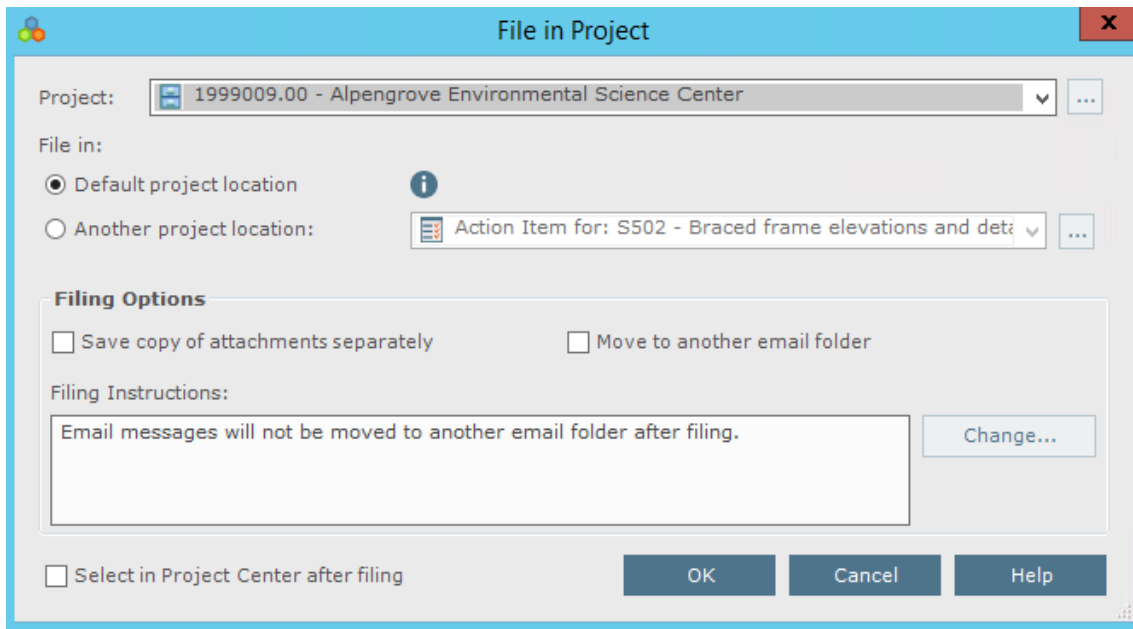 File in Project
x
Project: 1999009.00 - Alpengrove Environmental Science Center ...
File in:
Default project location i
Another project location: Action Item for: S502 - Braced frame elevations and ...
Filing Options
Save copy of attachments separately Move to another email folder
Filing Instructions:
Email messages will not be moved to another email folder after filing.
Change...
Select in Project Center after filing OK Cancel Help